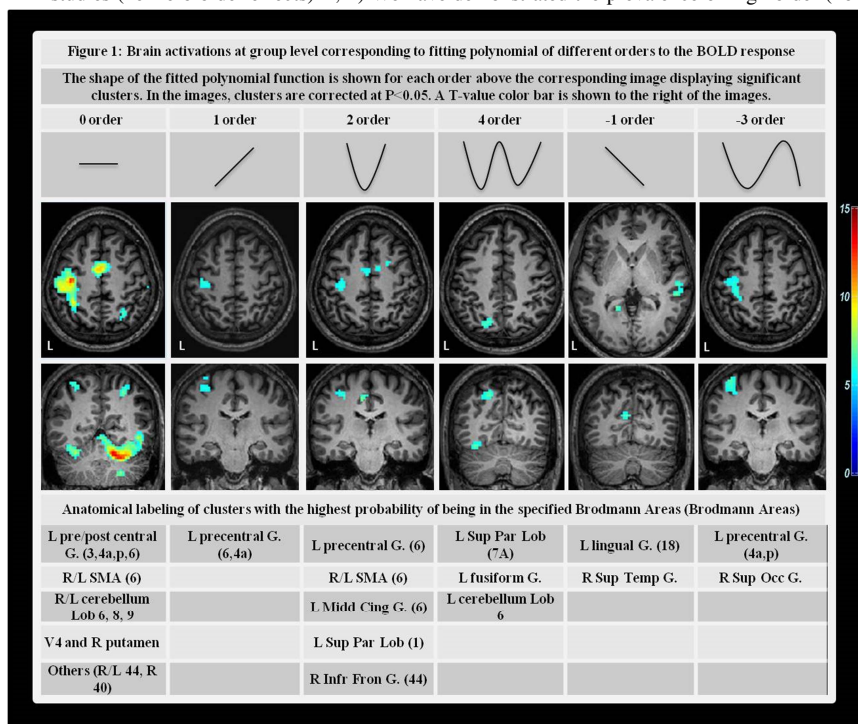 Figure 1: Brain activations at group level corresponding to fitting polynomial of different orders to the BOLD response
The shape of the fitted polynomial function is shown for each order above the corresponding image displaying significant
clusters. In the images, clusters are corrected at P<0.05. A T-value color bar is shown to the right of the images.
0 order 1 order 2 order 4 order -1 order -3 order
15
10
5
0
L L L L L L
Anatomical labeling of clusters with the highest probability of being in the specified Brodmann Areas (Brodmann Areas)
L pre/post central
G. (3,4a,p,6)
L precentral G.
(6,4a)
L precentral G. (6)
L Sup Par Lob
(7A)
L lingual G. (18)
L precentral G.
(4a,p)
R/L SMA (6) R/L SMA (6) L fusiform G. R Sup Temp G. R Sup Occ G.
R/L cerebellum
Lob 6, 8, 9
L Midd Cing G. (6)
L cerebellum Lob
6
V4 and R putamen L Sup Par Lob (1)
Others (R/L 44, R
40)
R Infr Fron G. (44)